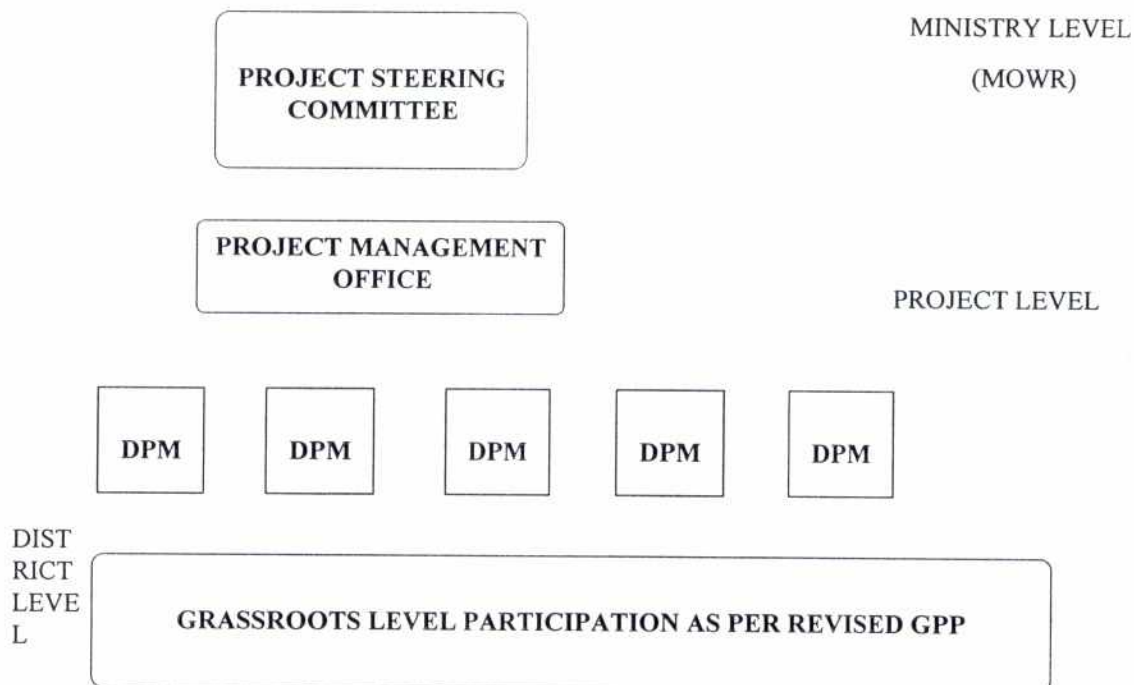 MINISTRY LEVEL
(MOWR)
PROJECT STEERING
COMMITTEE
PROJECT MANAGEMENT
OFFICE
PROJECT LEVEL
DPM DPM DPM DPM DPM
DIST
RICT
LEVE
L
GRASSROOTS LEVEL PARTICIPATION AS PER REVISED GPP